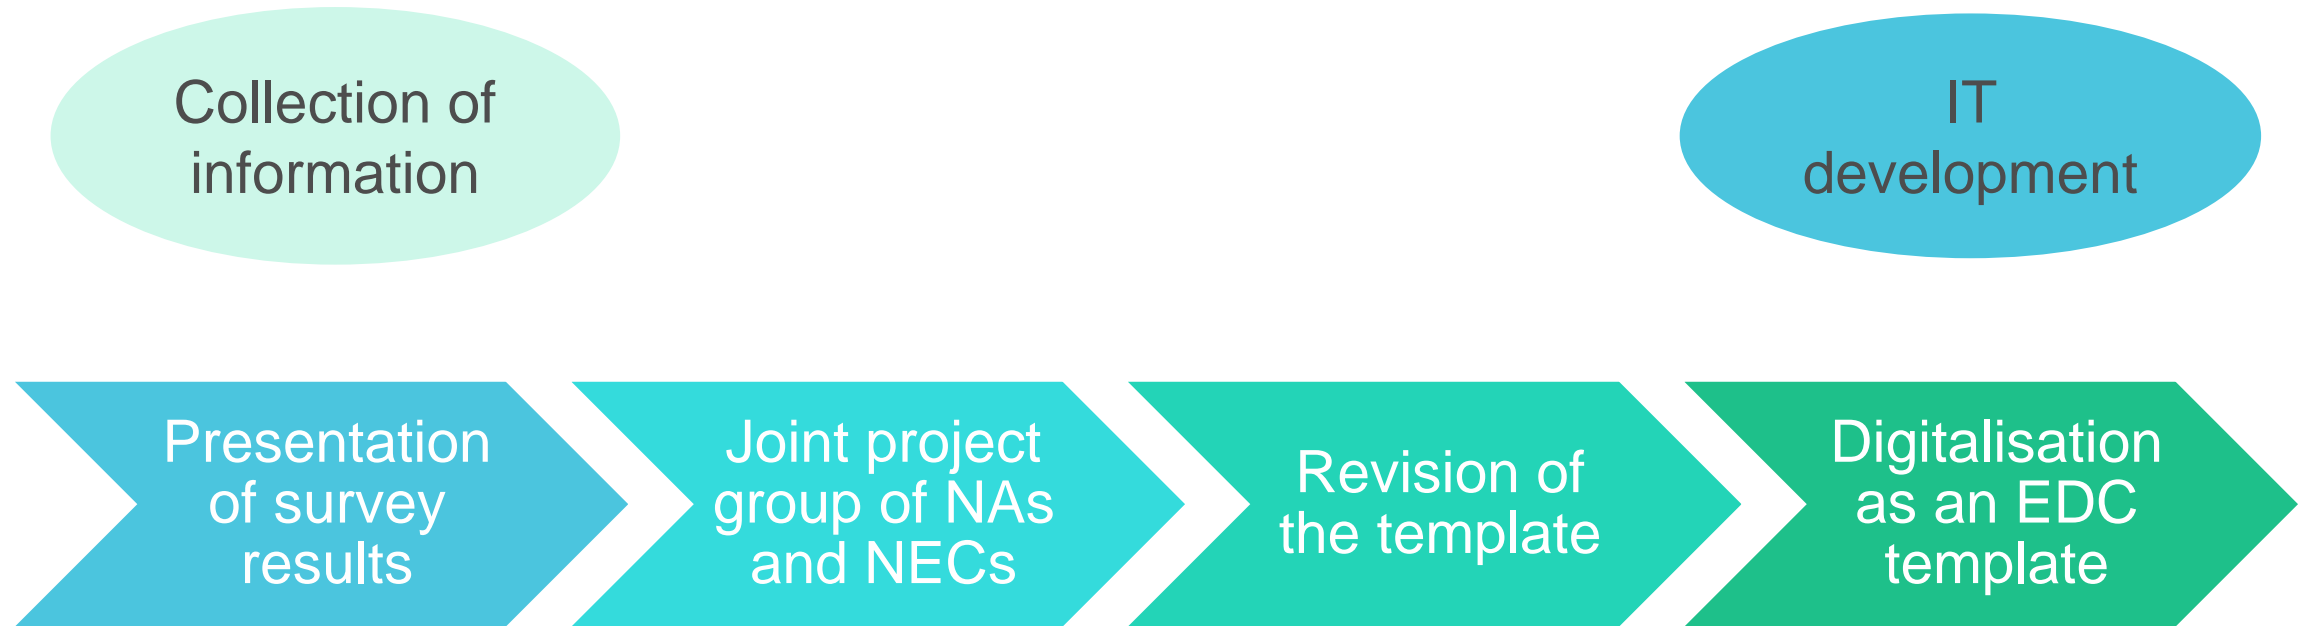 Collection of
information
IT
development
Presentation
of survey
results
Joint project
group of NAs
and NECs
Revision of
the template
Digitalisation
as an EDC
template